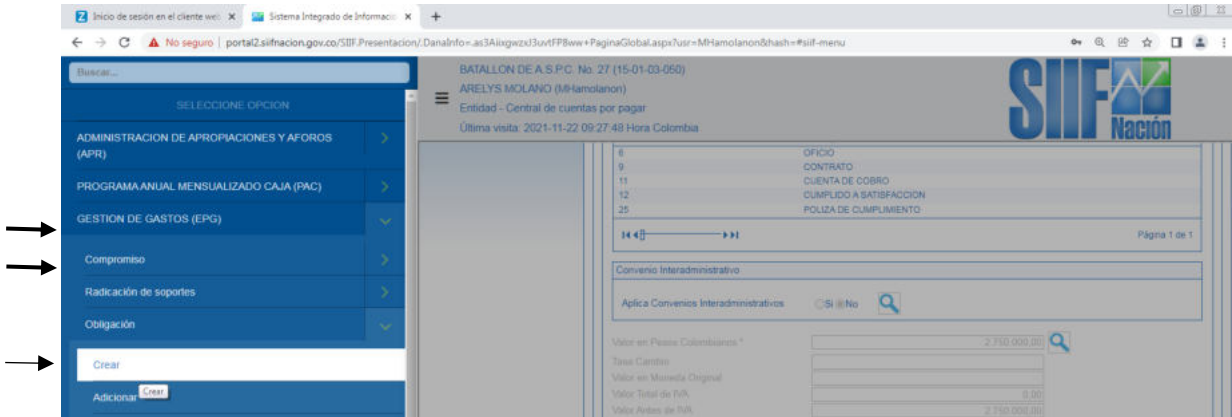 Inicio de sesión en el cliente web
Sistema Integrado de Informació
No seguro
portal2.siifnacion.gov.co/SIIF.Presentacion/,DanaInfo=.as3AiixgwzxJ3uvtFP8ww+PaginaGlobal.aspx?usr=MHamolanon&hash=#siif-menu
Buscar...
SELECCIONE OPCION
ADMINISTRACION DE APROPIACIONES Y AFOROS
(APR)
PROGRAMA ANUAL MENSUALIZADO CAJA (PAC)
GESTION DE GASTOS (EPG)
Compromiso
Radicación de soportes
Obligación
Crear
Adicionar
Crear
BATALLON DE A.S.P.C. No. 27 (15-01-03-050)
ARELYS MOLANO (MHamolanon)
Entidad - Central de cuentas por pagar
Última visita: 2021-11-22 09:27:48 Hora Colombia
SIIF
Nación
6 OFICIO
9 CONTRATO
11 CUENTA DE COBRO
12 CUMPLIDO A SATISFACCION
25 POLIZA DE CUMPLIMIENTO
Página 1 de 1
Convenio Interadministrativo
Aplica Convenios Interadministrativos Si No
Valor en Pesos Colombianos * 2.750.000,00
Tasa Cambio
Valor en Moneda Original
Valor Total de IVA 0,00
Valor Antes de IVA 2.750.000,00